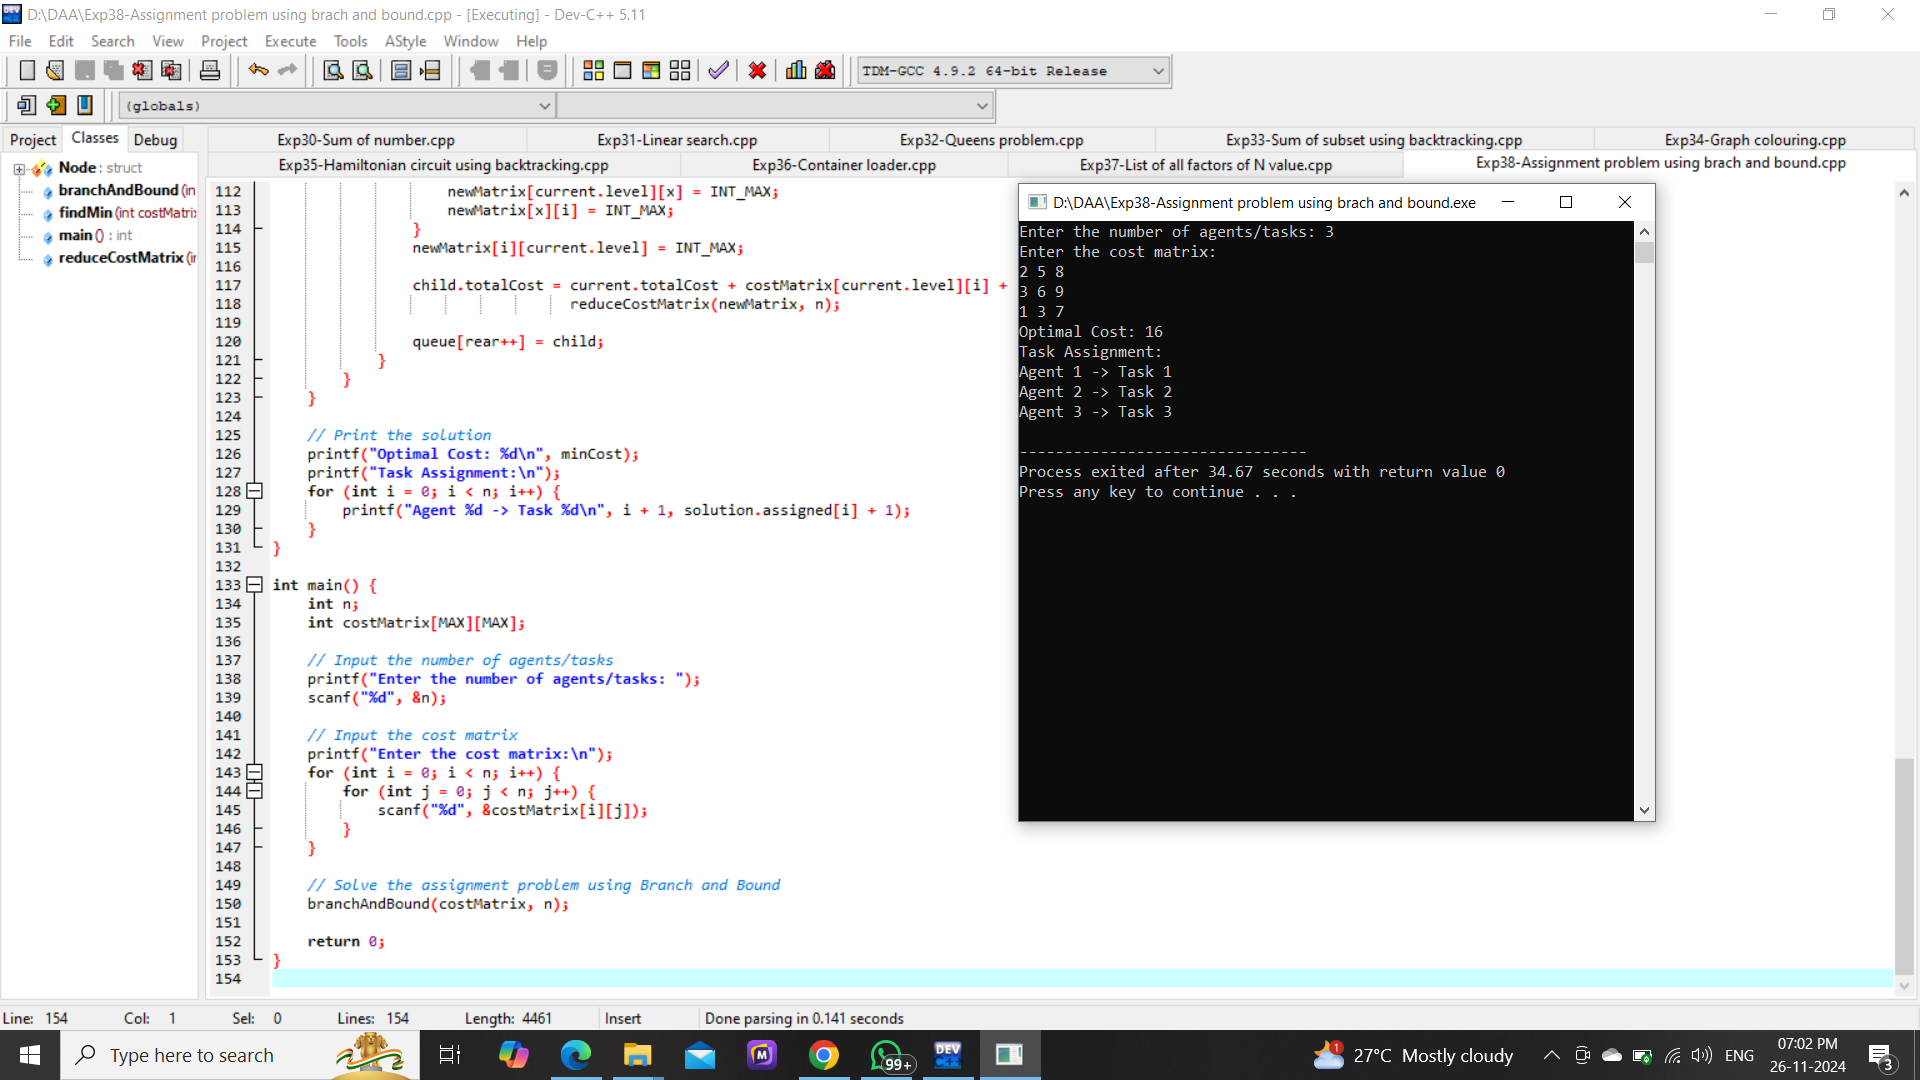 D:\DAA\Exp38-Assignment problem using brach and bound.cpp - [Executing] - Dev-C++ 5.11
File Edit Search View Project Execute Tools AStyle Window Help
TDM-GCC 4.9.2 64-bit Release
(globals)
Project Classes Debug
Node : struct
branchAndBound (in
findMin (int costMatrix
main () : int
reduceCostMatrix (in
Exp30-Sum of number.cpp Exp31-Linear search.cpp Exp32-Queens problem.cpp Exp33-Sum of subset using backtracking.cpp Exp34-Graph colouring.cpp
Exp35-Hamiltonian circuit using backtracking.cpp Exp36-Container loader.cpp Exp37-List of all factors of N value.cpp Exp38-Assignment problem using brach and bound.cpp
112 newMatrix[current.level][x] = INT_MAX;
113 newMatrix[x][i] = INT_MAX;
114 }
115 newMatrix[i][current.level] = INT_MAX;
116
117 child.totalCost = current.totalCost + costMatrix[current.level][i] +
118 reduceCostMatrix(newMatrix, n);
119
120 queue[rear++] = child;
121 }
122 }
123 }
124
125 // Print the solution
126 printf("Optimal Cost: %d\n", minCost);
127 printf("Task Assignment:\n");
128 for (int i = 0; i < n; i++) {
129 printf("Agent %d -> Task %d\n", i + 1, solution.assigned[i] + 1);
130 }
131 }
132
133 int main() {
134 int n;
135 int costMatrix[MAX][MAX];
136
137 // Input the number of agents/tasks
138 printf("Enter the number of agents/tasks: ");
139 scanf("%d", &n);
140
141 // Input the cost matrix
142 printf("Enter the cost matrix:\n");
143 for (int i = 0; i < n; i++) {
144 for (int j = 0; j < n; j++) {
145 scanf("%d", &costMatrix[i][j]);
146 }
147 }
148
149 // Solve the assignment problem using Branch and Bound
150 branchAndBound(costMatrix, n);
151
152 return 0;
153 }
154
D:\DAA\Exp38-Assignment problem using brach and bound.exe
Enter the number of agents/tasks: 3
Enter the cost matrix:
2 5 8
3 6 9
1 3 7
Optimal Cost: 16
Task Assignment:
Agent 1 -> Task 1
Agent 2 -> Task 2
Agent 3 -> Task 3
--------------------------------
Process exited after 34.67 seconds with return value 0
Press any key to continue . . .
Line: 154 Col: 1 Sel: 0 Lines: 154 Length: 4461 Insert Done parsing in 0.141 seconds
Type here to search
M
99+
DEV
1
27°C Mostly cloudy
ENG
07:02 PM
26-11-2024
3